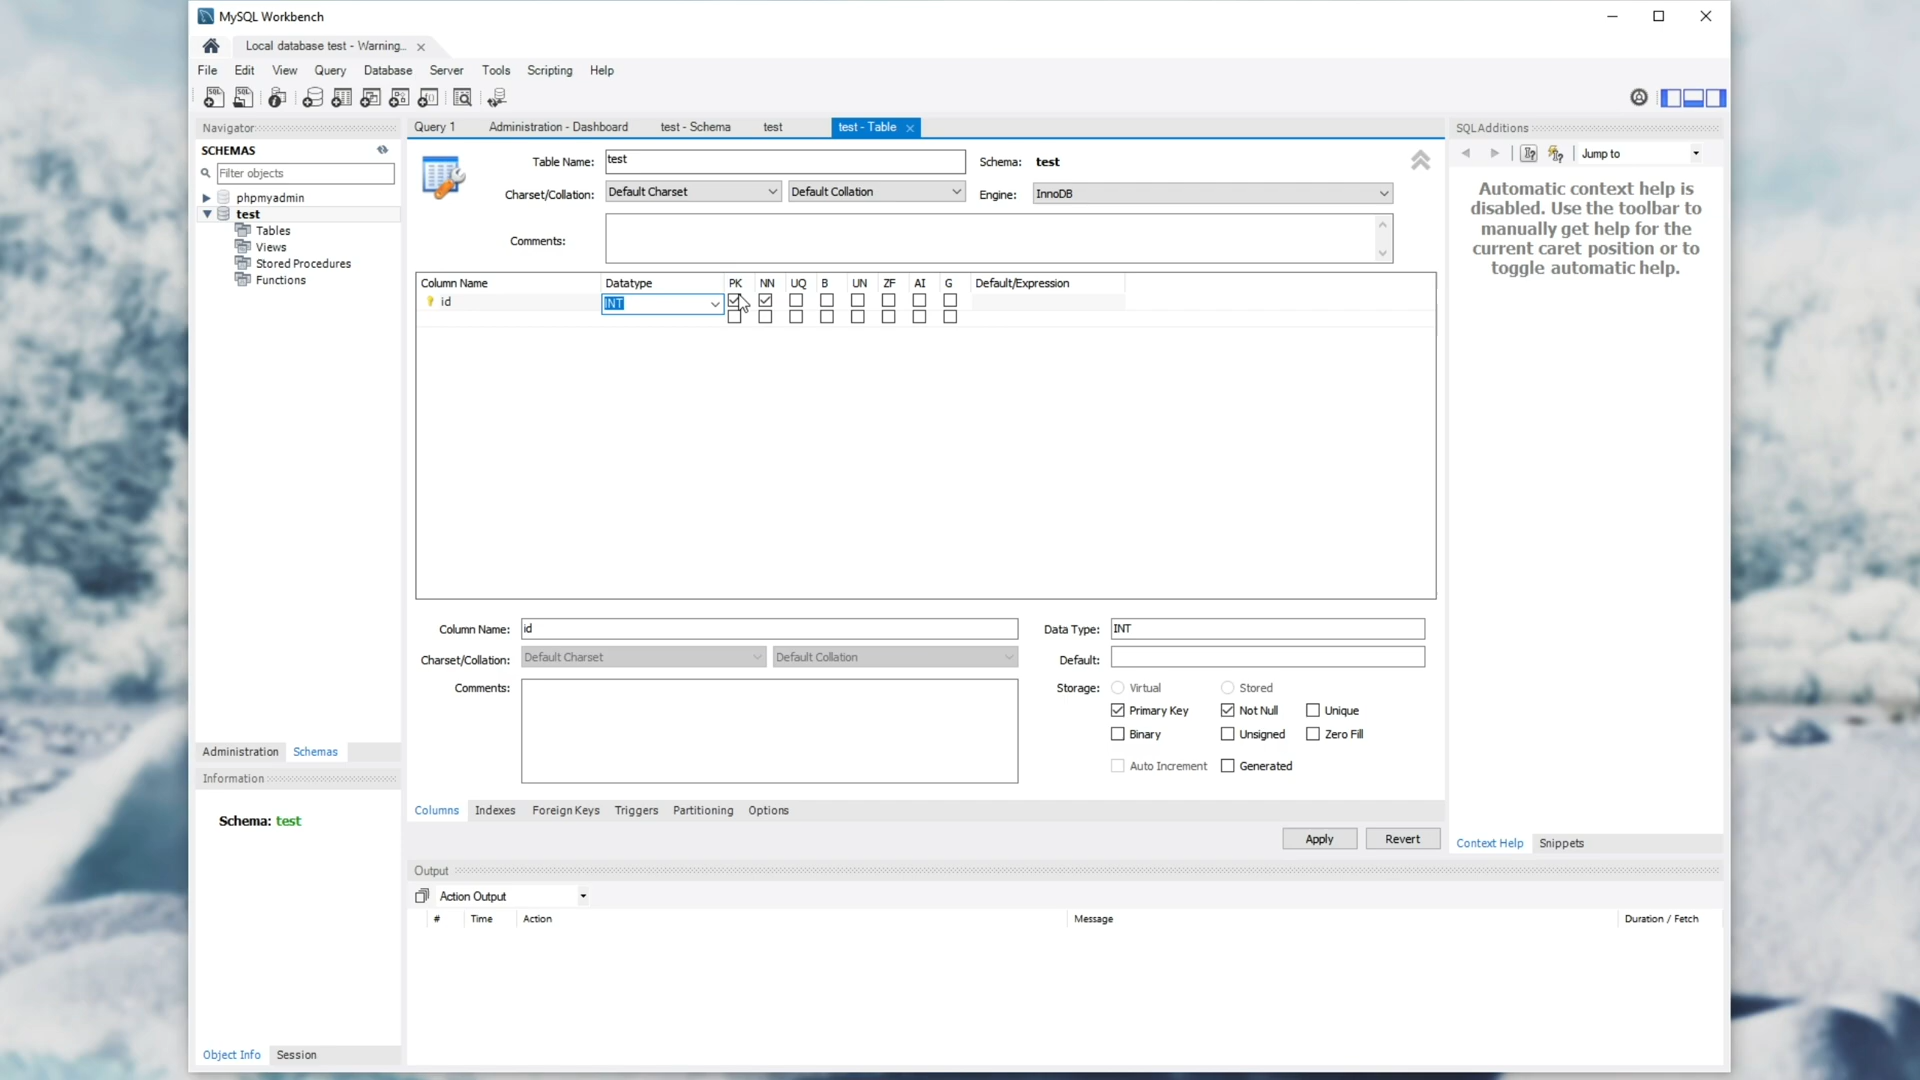 MySQL Workbench
Local database test - Warning...
File Edit View Query Database Server Tools Scripting Help
Navigator
SCHEMAS
Filter objects
phpmyadmin
test
Tables
Views
Stored Procedures
Functions
Administration Schemas
Information
Schema: test
Object Info Session
Query 1 Administration - Dashboard test - Schema test test - Table
Table Name: test Schema: test
Charset/Collation: Default Charset Default Collation Engine: InnoDB
Comments:
Column Name Datatype PK NN UQ B UN ZF AI G Default/Expression
id INT
Column Name: id Data Type: INT
Charset/Collation: Default Charset Default Collation Default:
Comments: Storage: Virtual Stored
Primary Key Not Null Unique
Binary Unsigned Zero Fill
Auto Increment Generated
Columns Indexes Foreign Keys Triggers Partitioning Options
Apply Revert
Output
Action Output
# Time Action Message Duration / Fetch
SQLAdditions
Jump to
Automatic context help is
disabled. Use the toolbar to
manually get help for the
current caret position or to
toggle automatic help.
Context Help Snippets